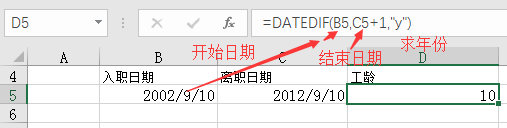 D5 fx =DATEDIF(B5,C5+1,"y")
开始日期 结束日期 求年份
A B C D
4 入职日期 离职日期 工龄
5 2002/9/10 2012/9/10 10
6